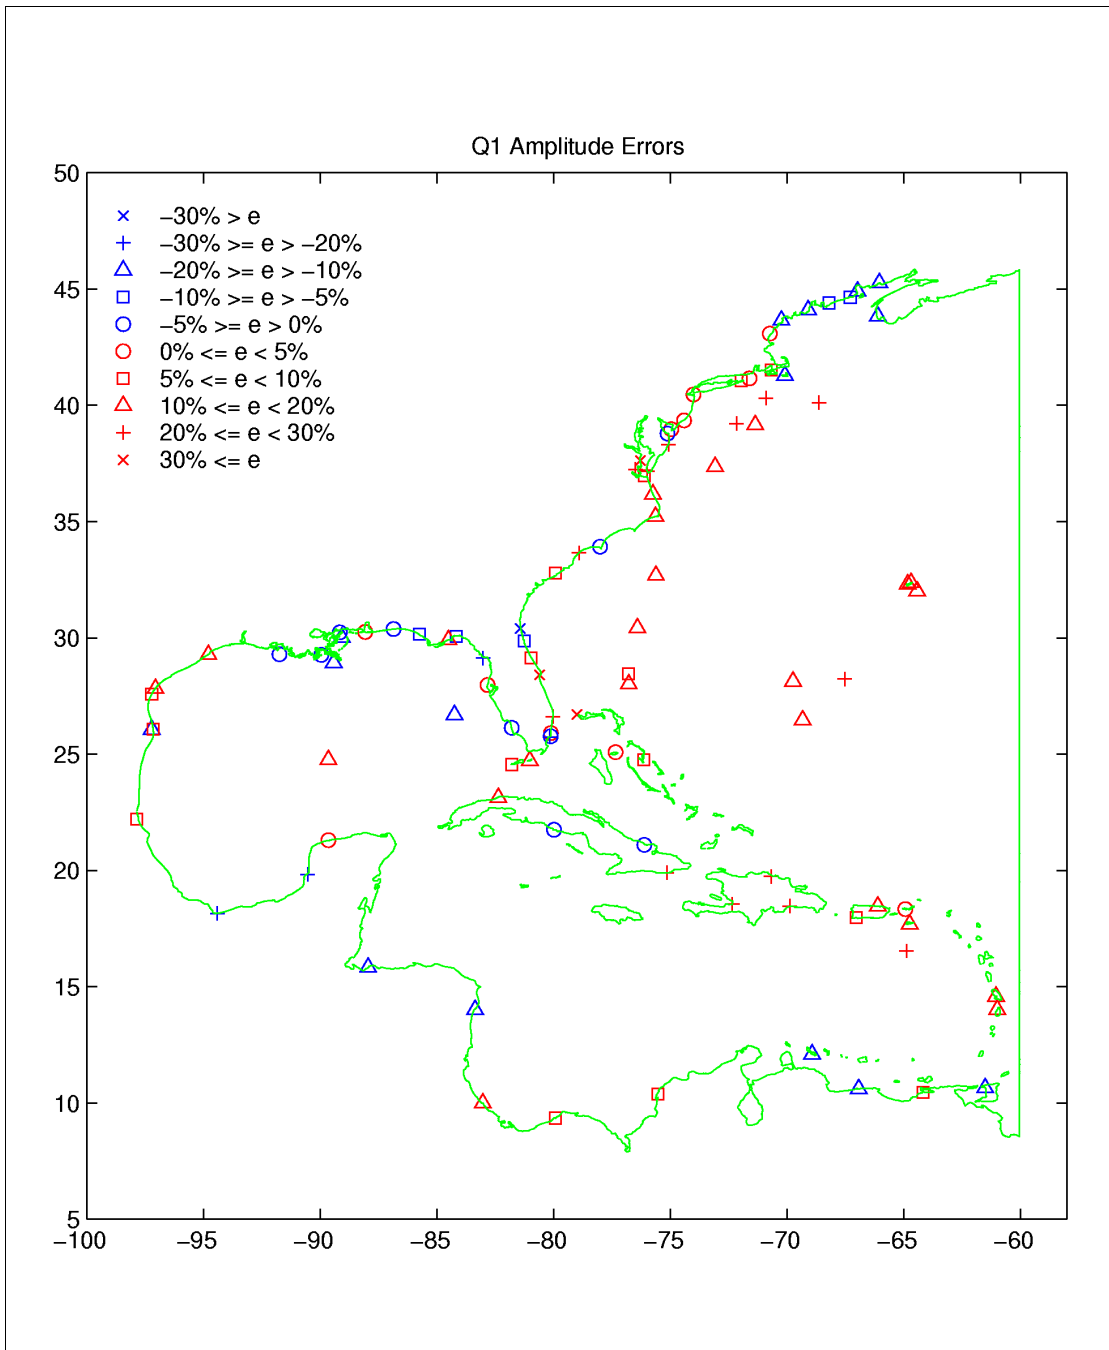 Q1 Amplitude Errors
50
−30% > e
−30% >= e > −20%
−20% >= e > −10%
−10% >= e > −5%
−5% >= e > 0%
0% <= e < 5%
5% <= e < 10%
10% <= e < 20%
20% <= e < 30%
30% <= e
45
40
35
30
25
20
15
10
5
−100 −95 −90 −85 −80 −75 −70 −65 −60